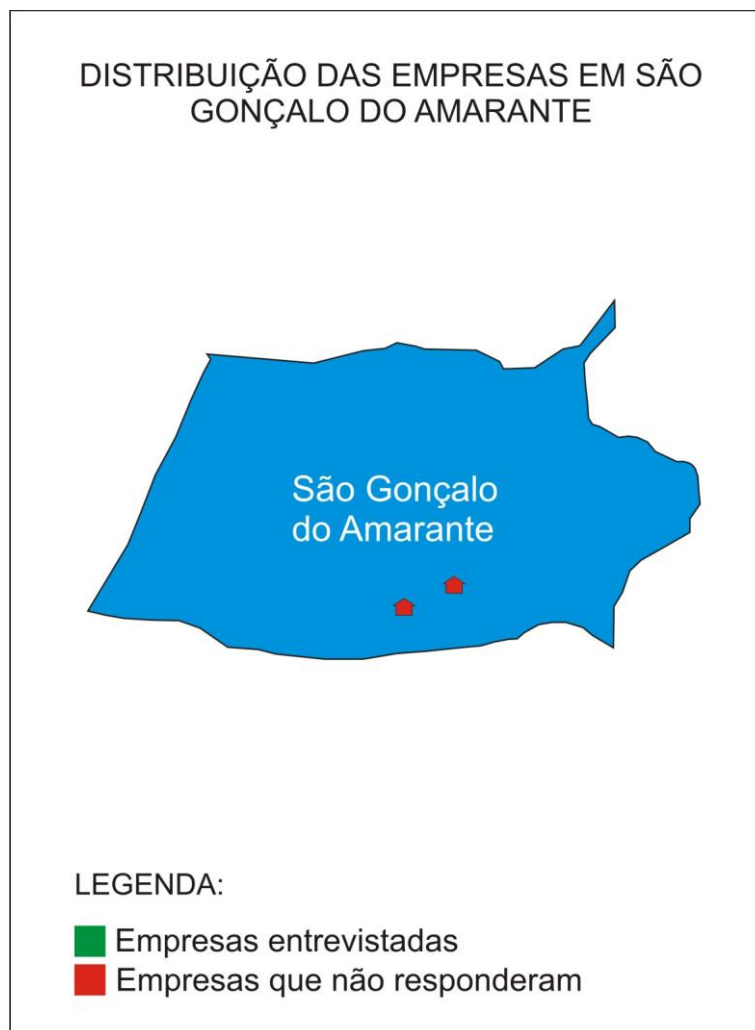 DISTRIBUIÇÃO DAS EMPRESAS EM SÃO
GONÇALO DO AMARANTE
São Gonçalo
do Amarante
LEGENDA:
Empresas entrevistadas
Empresas que não responderam